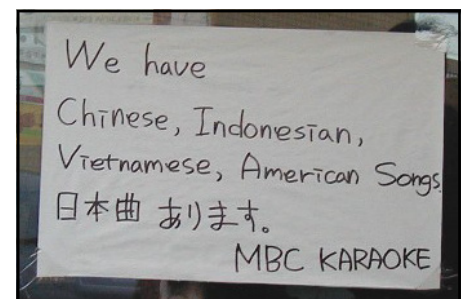 We have
Chinese, Indonesian,
Vietnamese, American Songs.
日本曲 あります。
MBC KARAOKE